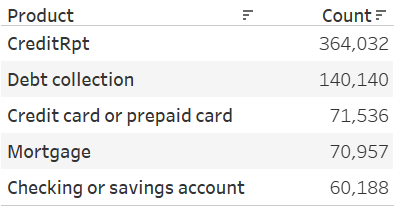 Product Count
CreditRpt 364,032
Debt collection 140,140
Credit card or prepaid card 71,536
Mortgage 70,957
Checking or savings account 60,188